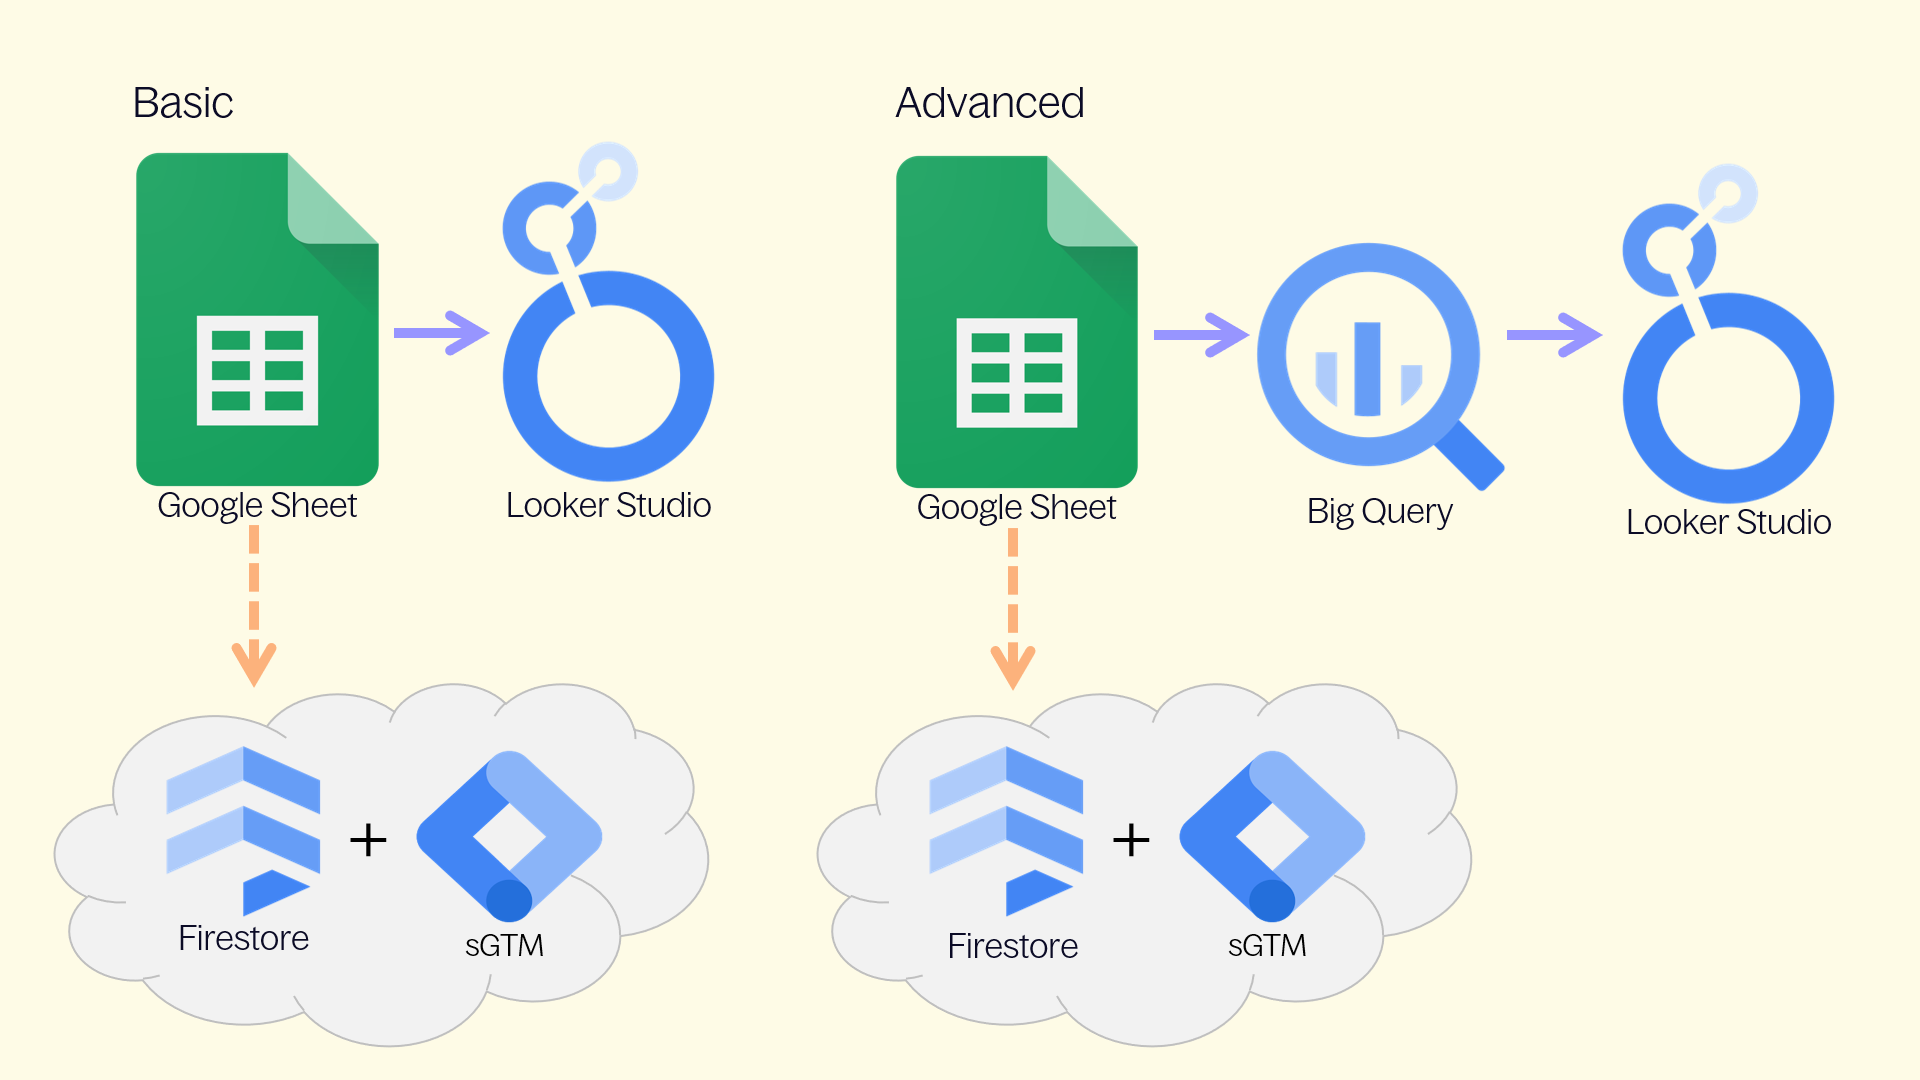 Basic
Google Sheet
Looker Studio
Firestore
+
sGTM
Advanced
Google Sheet
Big Query
Looker Studio
Firestore
+
sGTM